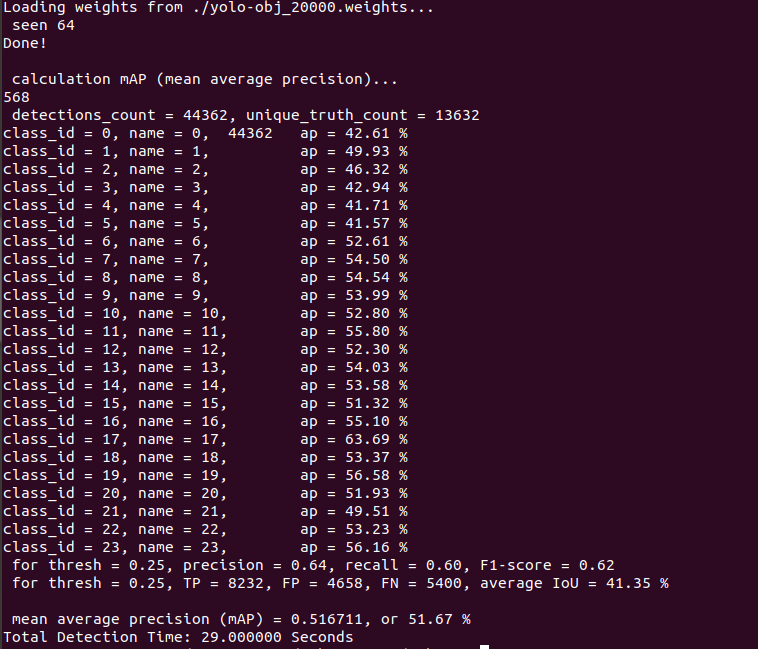 Loading weights from ./yolo-obj_20000.weights...
seen 64
Done!
calculation mAP (mean average precision)...
568
detections_count = 44362, unique_truth_count = 13632
class_id = 0, name = 0,  44362   ap = 42.61 %
class_id = 1, name = 1,          ap = 49.93 %
class_id = 2, name = 2,          ap = 46.32 %
class_id = 3, name = 3,          ap = 42.94 %
class_id = 4, name = 4,          ap = 41.71 %
class_id = 5, name = 5,          ap = 41.57 %
class_id = 6, name = 6,          ap = 52.61 %
class_id = 7, name = 7,          ap = 54.50 %
class_id = 8, name = 8,          ap = 54.54 %
class_id = 9, name = 9,          ap = 53.99 %
class_id = 10, name = 10,        ap = 52.80 %
class_id = 11, name = 11,        ap = 55.80 %
class_id = 12, name = 12,        ap = 52.30 %
class_id = 13, name = 13,        ap = 54.03 %
class_id = 14, name = 14,        ap = 53.58 %
class_id = 15, name = 15,        ap = 51.32 %
class_id = 16, name = 16,        ap = 55.10 %
class_id = 17, name = 17,        ap = 63.69 %
class_id = 18, name = 18,        ap = 53.37 %
class_id = 19, name = 19,        ap = 56.58 %
class_id = 20, name = 20,        ap = 51.93 %
class_id = 21, name = 21,        ap = 49.51 %
class_id = 22, name = 22,        ap = 53.23 %
class_id = 23, name = 23,        ap = 56.16 %
for thresh = 0.25, precision = 0.64, recall = 0.60, F1-score = 0.62
for thresh = 0.25, TP = 8232, FP = 4658, FN = 5400, average IoU = 41.35 %
mean average precision (mAP) = 0.516711, or 51.67 %
Total Detection Time: 29.000000 Seconds